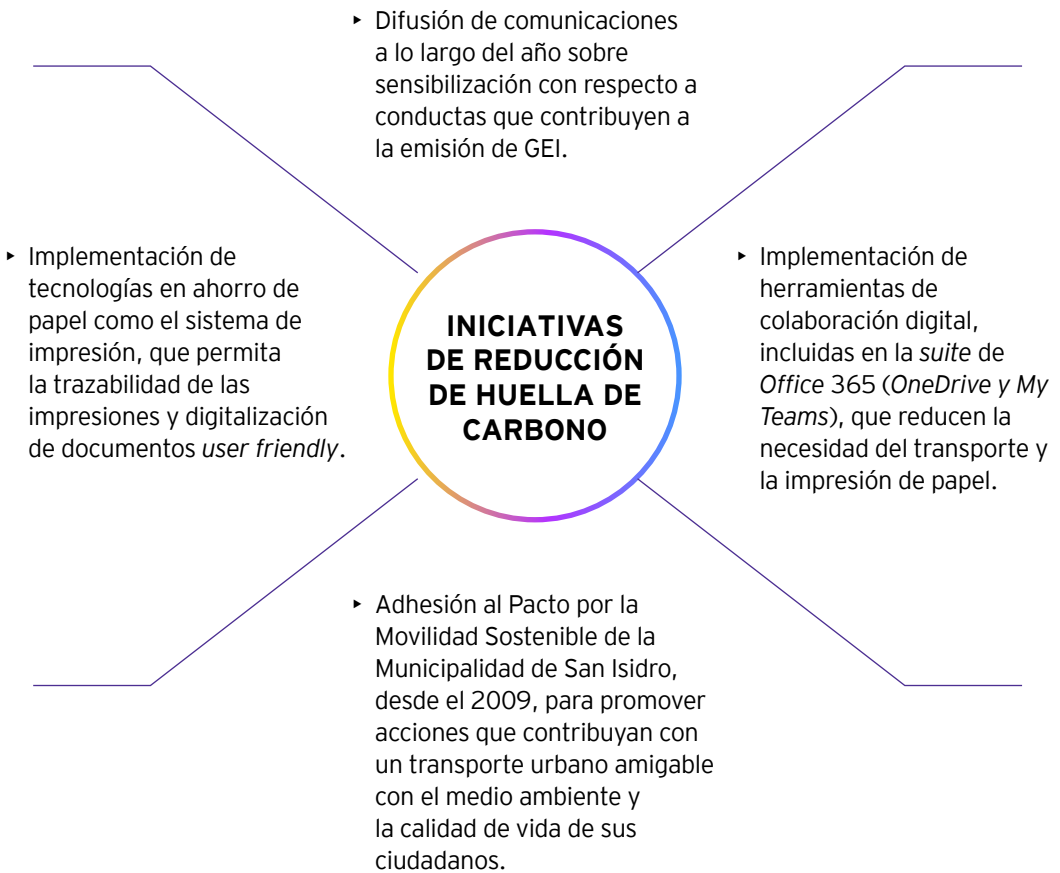 ‣ Difusión de comunicaciones
a lo largo del año sobre
sensibilización con respecto a
conductas que contribuyen a
la emisión de GEI.
‣ Implementación de
tecnologías en ahorro de
papel como el sistema de
impresión, que permita
la trazabilidad de las
impresiones y digitalización
de documentos user friendly.
INICIATIVAS
DE REDUCCIÓN
DE HUELLA DE
CARBONO
‣ Implementación de
herramientas de
colaboración digital,
incluidas en la suite de
Office 365 (OneDrive y My
Teams), que reducen la
necesidad del transporte y
la impresión de papel.
‣ Adhesión al Pacto por la
Movilidad Sostenible de la
Municipalidad de San Isidro,
desde el 2009, para promover
acciones que contribuyan con
un transporte urbano amigable
con el medio ambiente y
la calidad de vida de sus
ciudadanos.